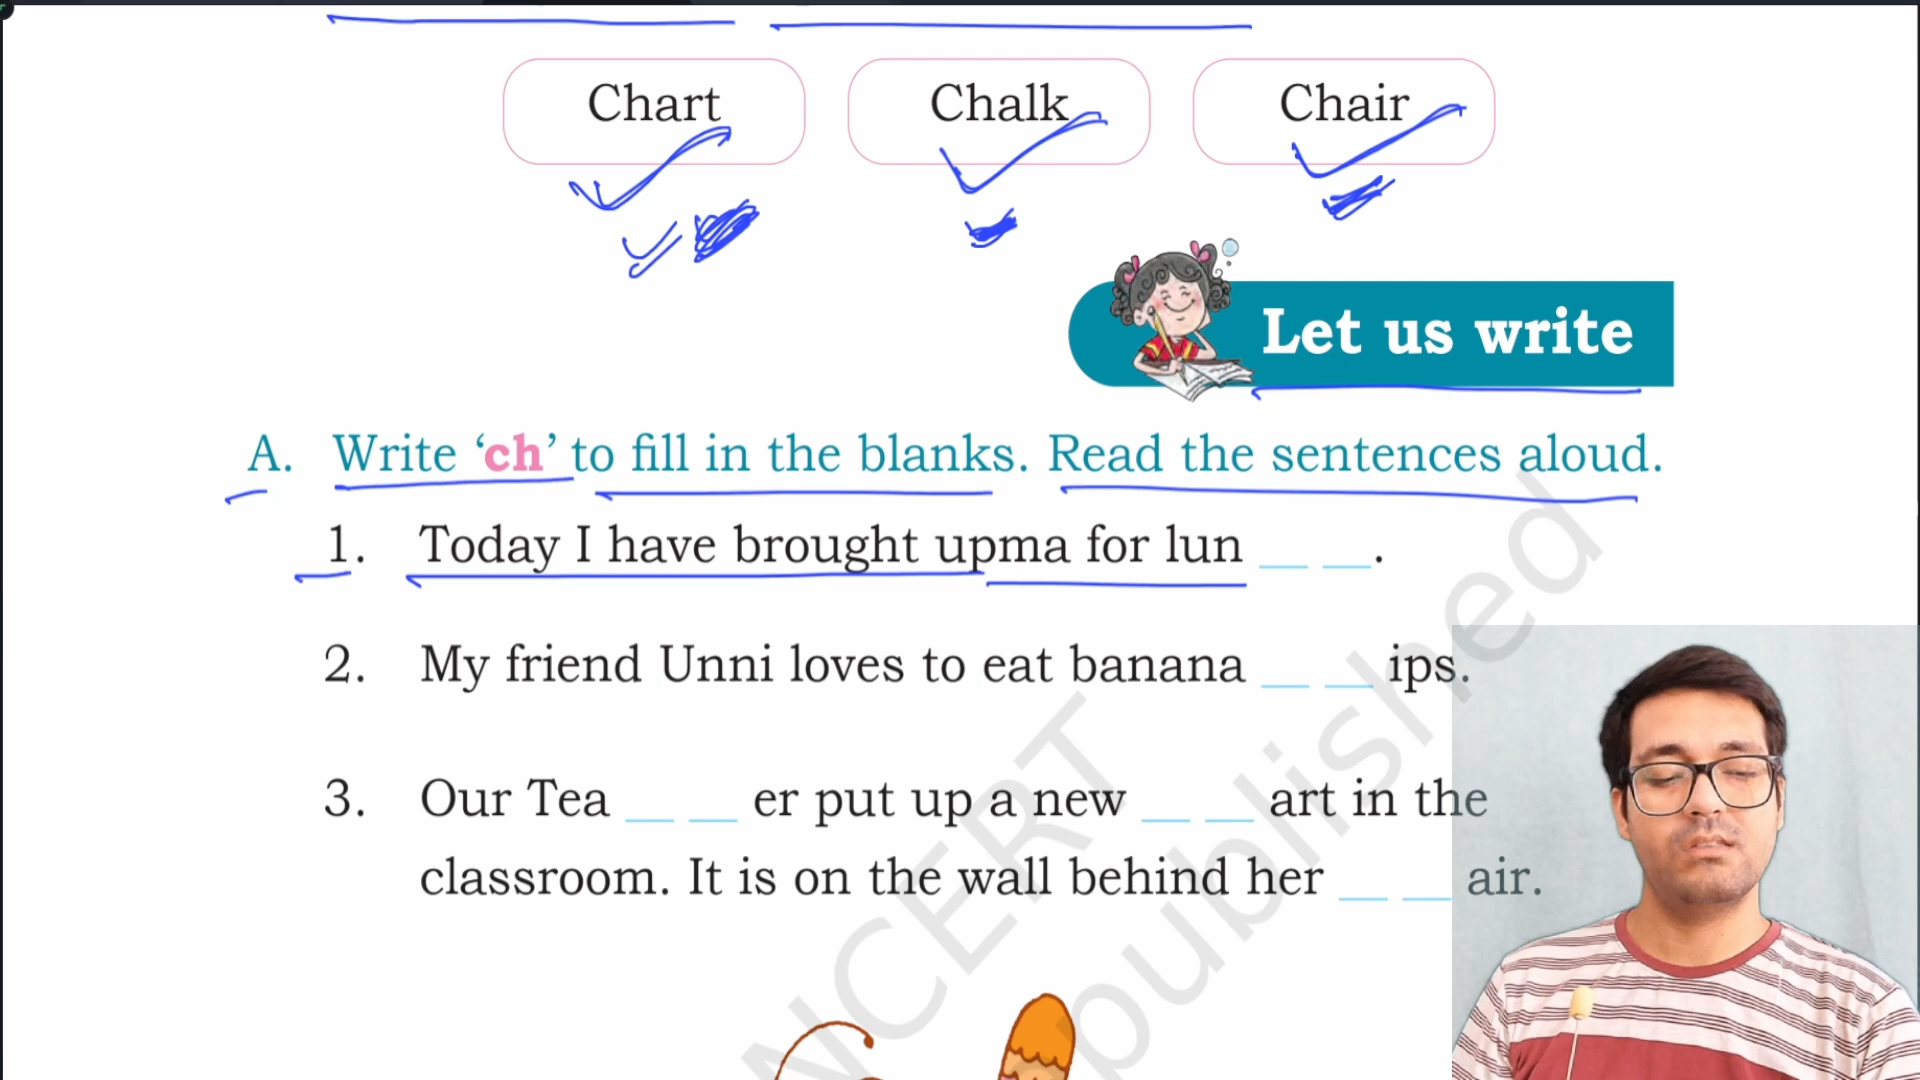 Chart Chalk Chair
Let us write
A. Write ‘ch’ to fill in the blanks. Read the sentences aloud.
1. Today I have brought upma for lun __ __.
2. My friend Unni loves to eat banana __ __ ips.
3. Our Tea __ __ er put up a new __ __ art in the
classroom. It is on the wall behind her __ __ air.
NCERT
published